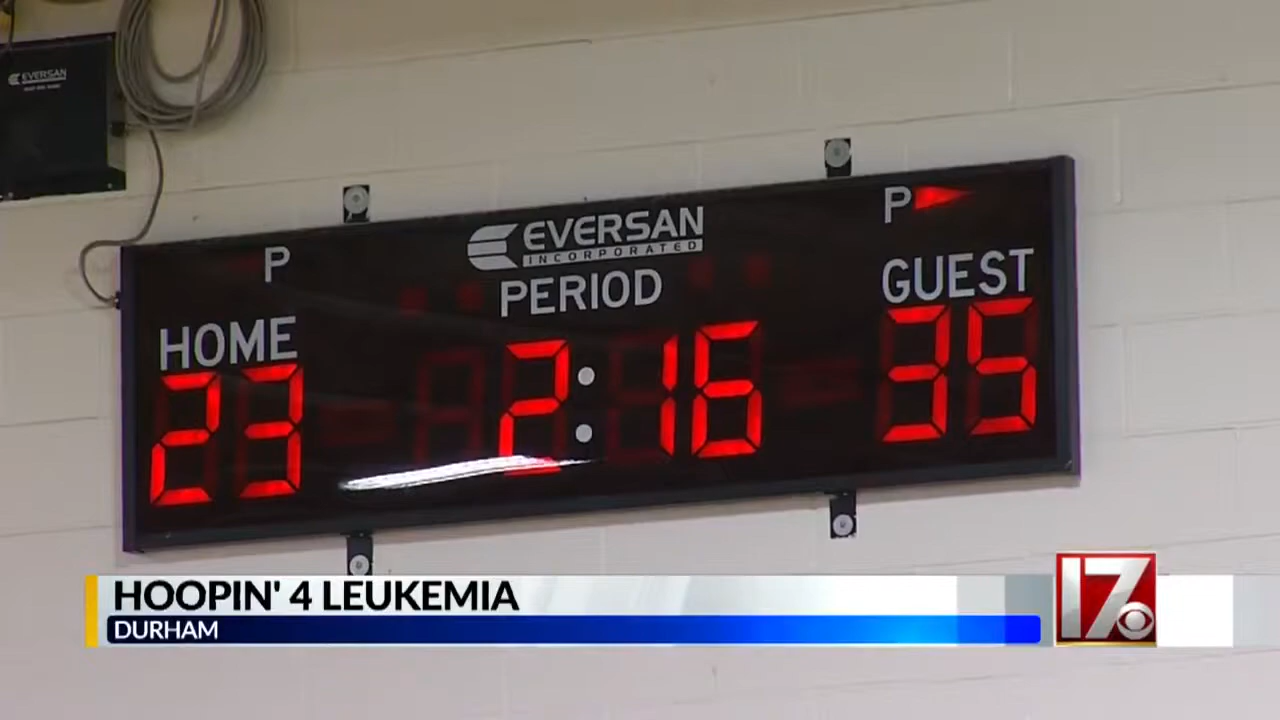 EVERSAN
P
EVERSAN
INCORPORATED
P
HOME
PERIOD
GUEST
23
2:16
35
HOOPIN' 4 LEUKEMIA
DURHAM
17